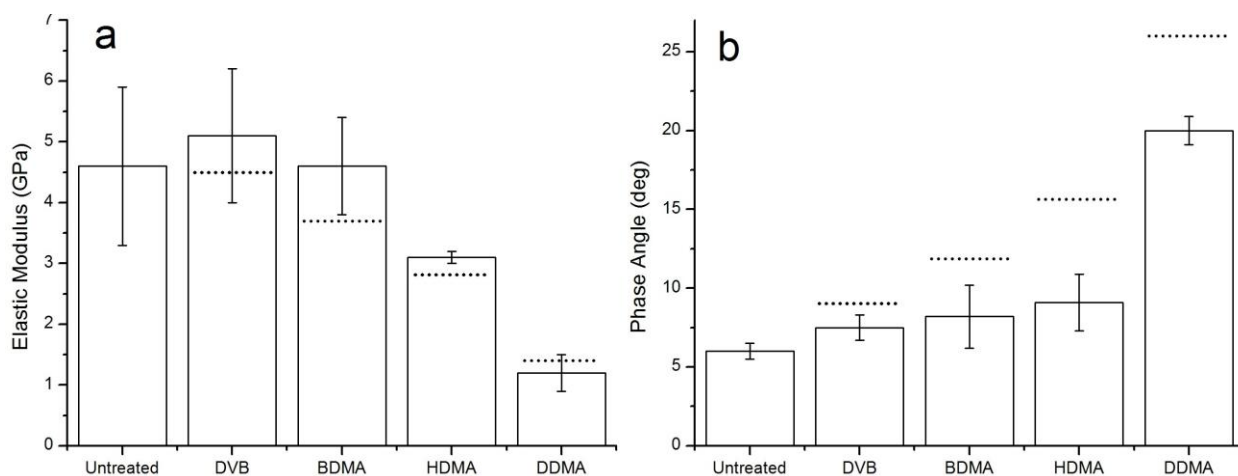 a
7
6
5
4
3
2
1
0
Elastic Modulus (GPa)
Untreated DVB BDMA HDMA DDMA
b
25
20
15
10
5
0
Phase Angle (deg)
Untreated DVB BDMA HDMA DDMA